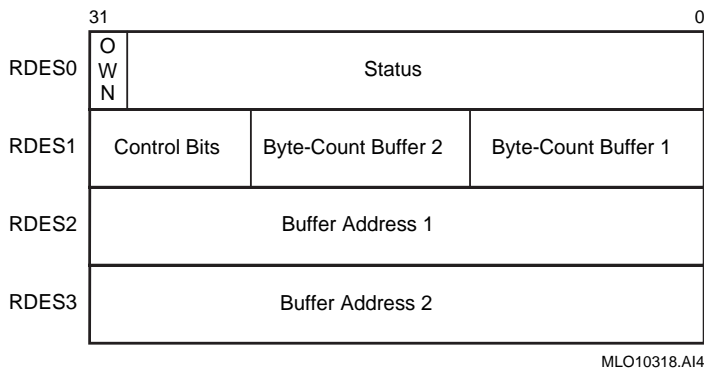 31 0
RDES0
O
W
N
Status
RDES1
Control Bits
Byte-Count Buffer 2
Byte-Count Buffer 1
RDES2
Buffer Address 1
RDES3
Buffer Address 2
MLO10318.AI4